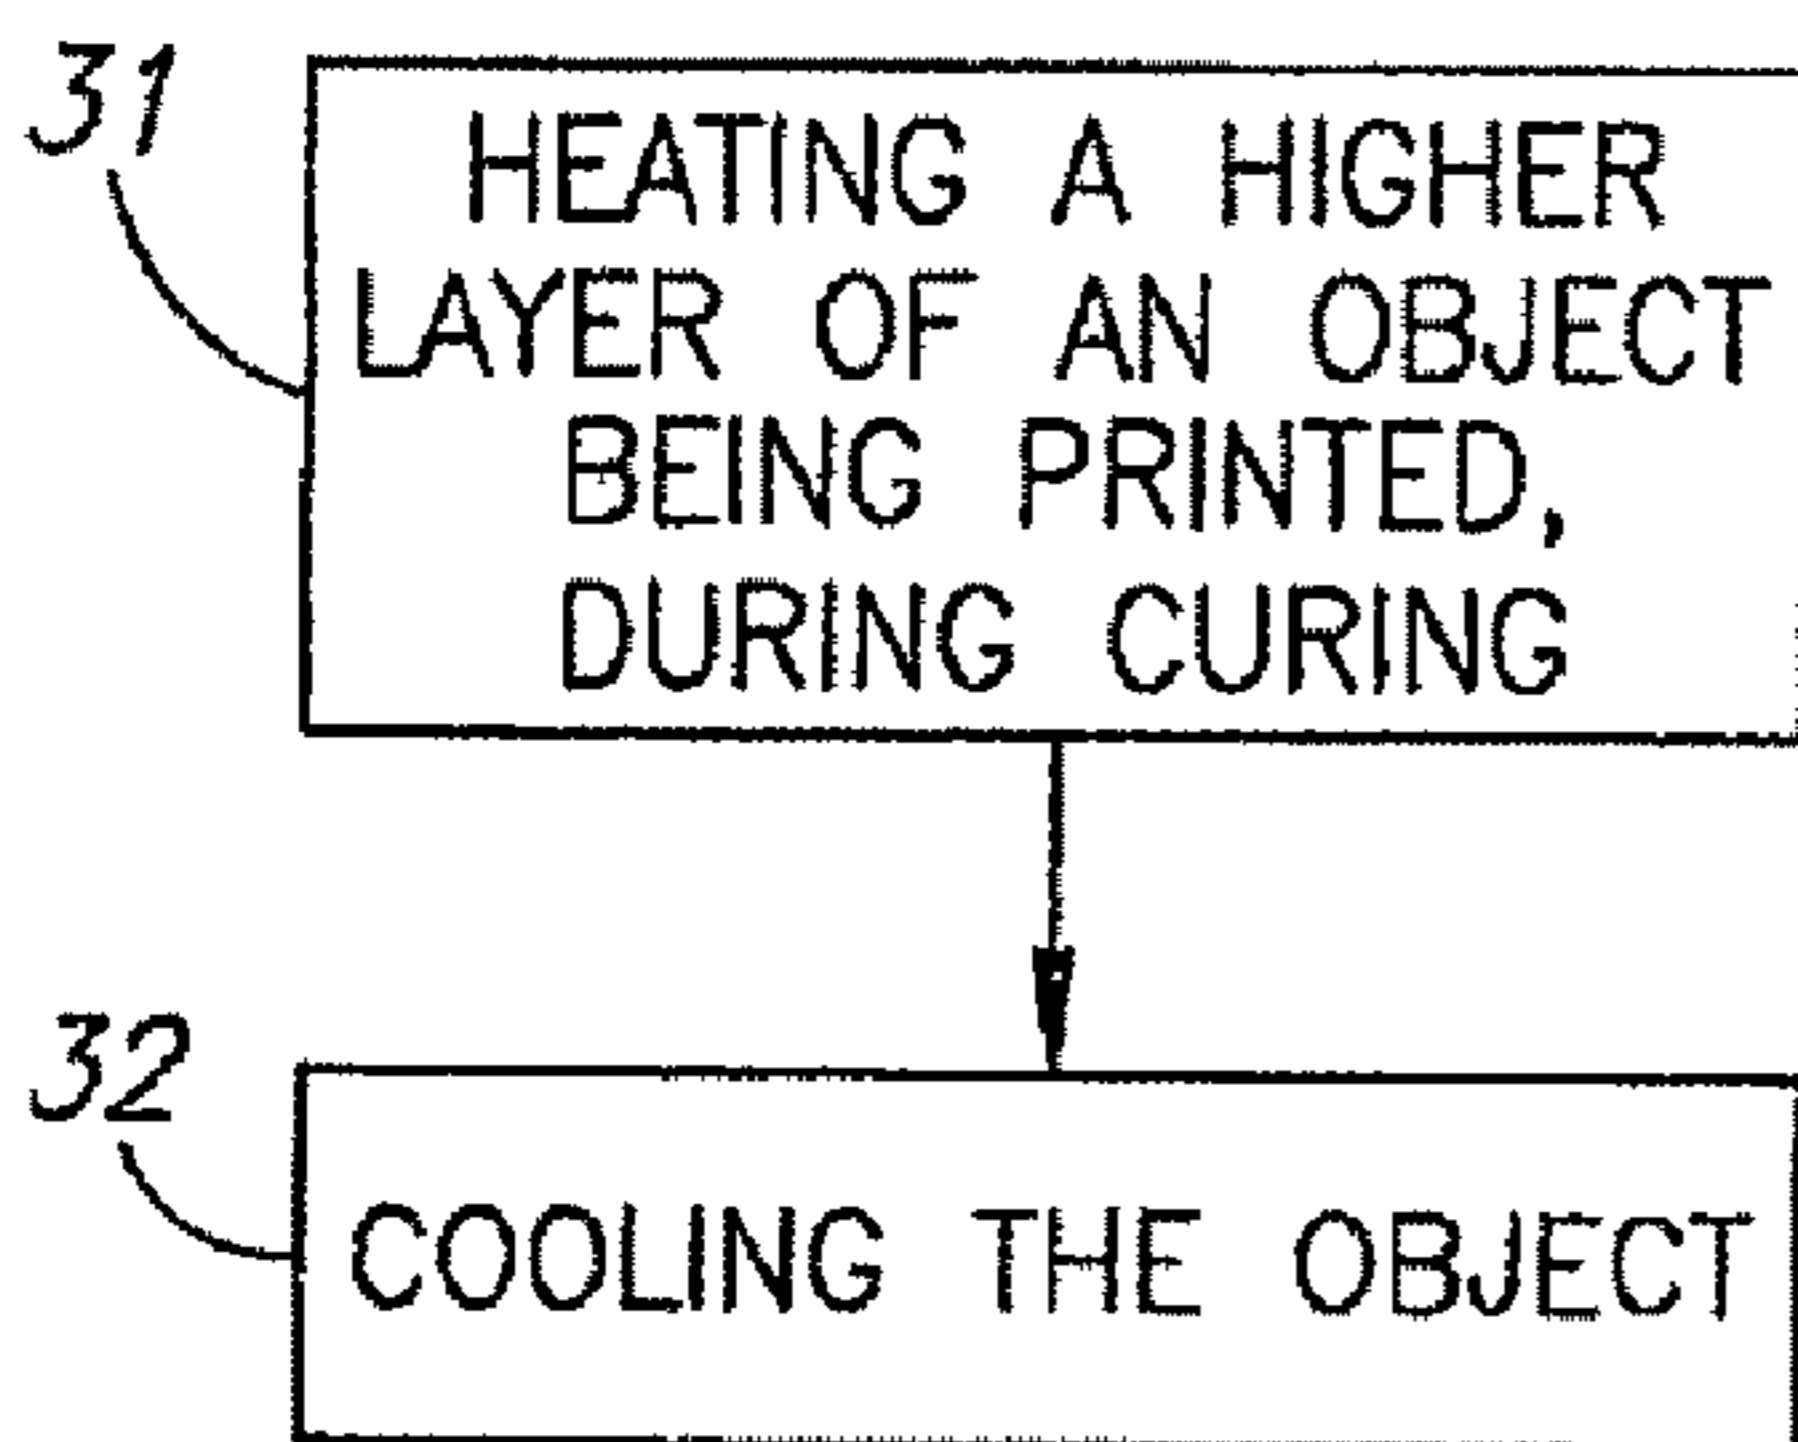 31
HEATING A HIGHER
LAYER OF AN OBJECT
BEING PRINTED,
DURING CURING
32
COOLING THE OBJECT